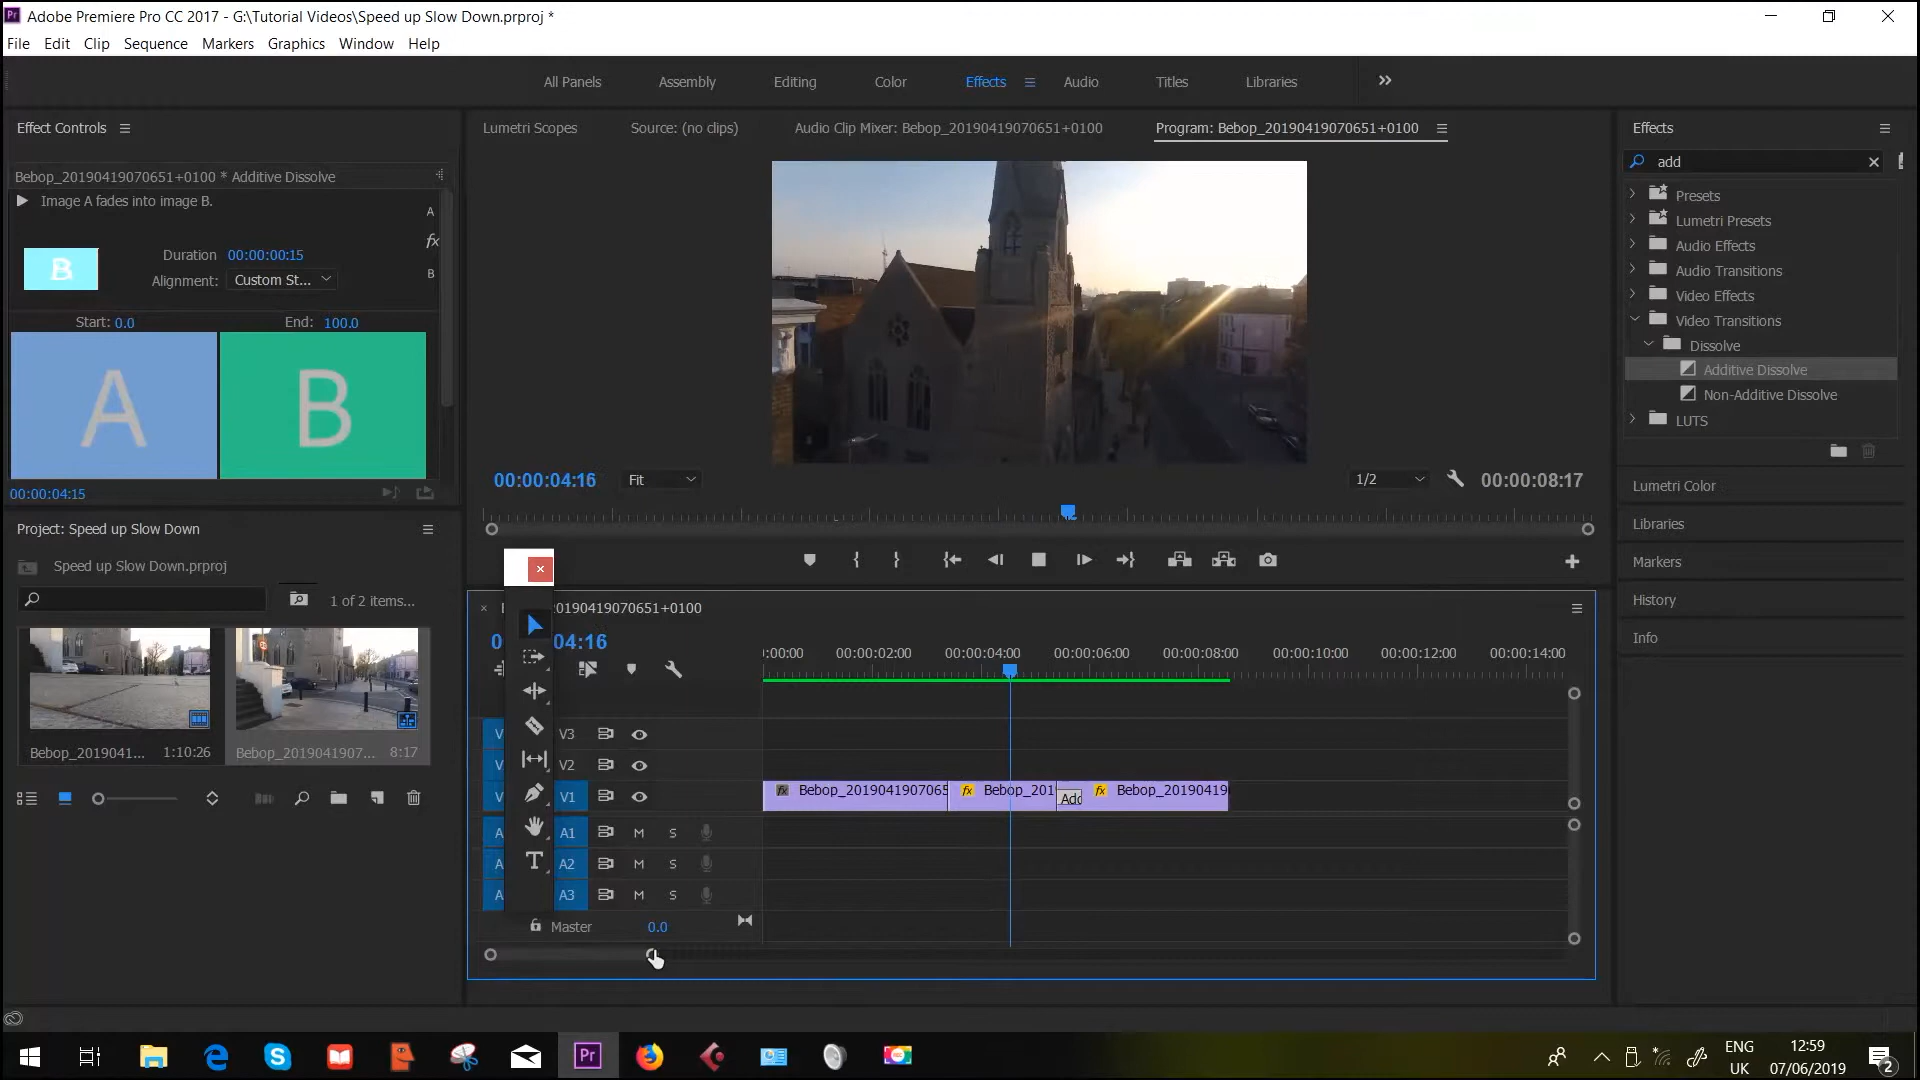 Adobe Premiere Pro CC 2017 - G:\Tutorial Videos\Speed up Slow Down.prproj *
File Edit Clip Sequence Markers Graphics Window Help
All Panels Assembly Editing Color Effects Audio Titles Libraries
Effect Controls
Bebop_20190419070651+0100 * Additive Dissolve
Image A fades into image B.
A
fx
B
B
Duration 00:00:00:15
Alignment: Custom St...
Start: 0.0 End: 100.0
A B
00:00:04:15
Lumetri Scopes Source: (no clips) Audio Clip Mixer: Bebop_20190419070651+0100 Program: Bebop_20190419070651+0100
00:00:04:16 Fit 1/2 00:00:08:17
Effects
add
Presets
Lumetri Presets
Audio Effects
Audio Transitions
Video Effects
Video Transitions
Dissolve
Additive Dissolve
Non-Additive Dissolve
LUTS
Lumetri Color
Libraries
Markers
History
Info
Project: Speed up Slow Down
Speed up Slow Down.prproj
1 of 2 items...
Bebop_2019041... 1:10:26 Bebop_201904190 7... 8:17
20190419070651+0100
04:16
:00:00 00:00:02:00 00:00:04:00 00:00:06:00 00:00:08:00 00:00:10:00 00:00:12:00 00:00:14:00
V V3
V V2
V V1 fx Bebop_2019041907065 fx Bebop_201 Add fx Bebop_20190419
A A1 M S
A A2 M S
A A3 M S
Master 0.0
Pr
ENG
UK
12:59
07/06/2019
2